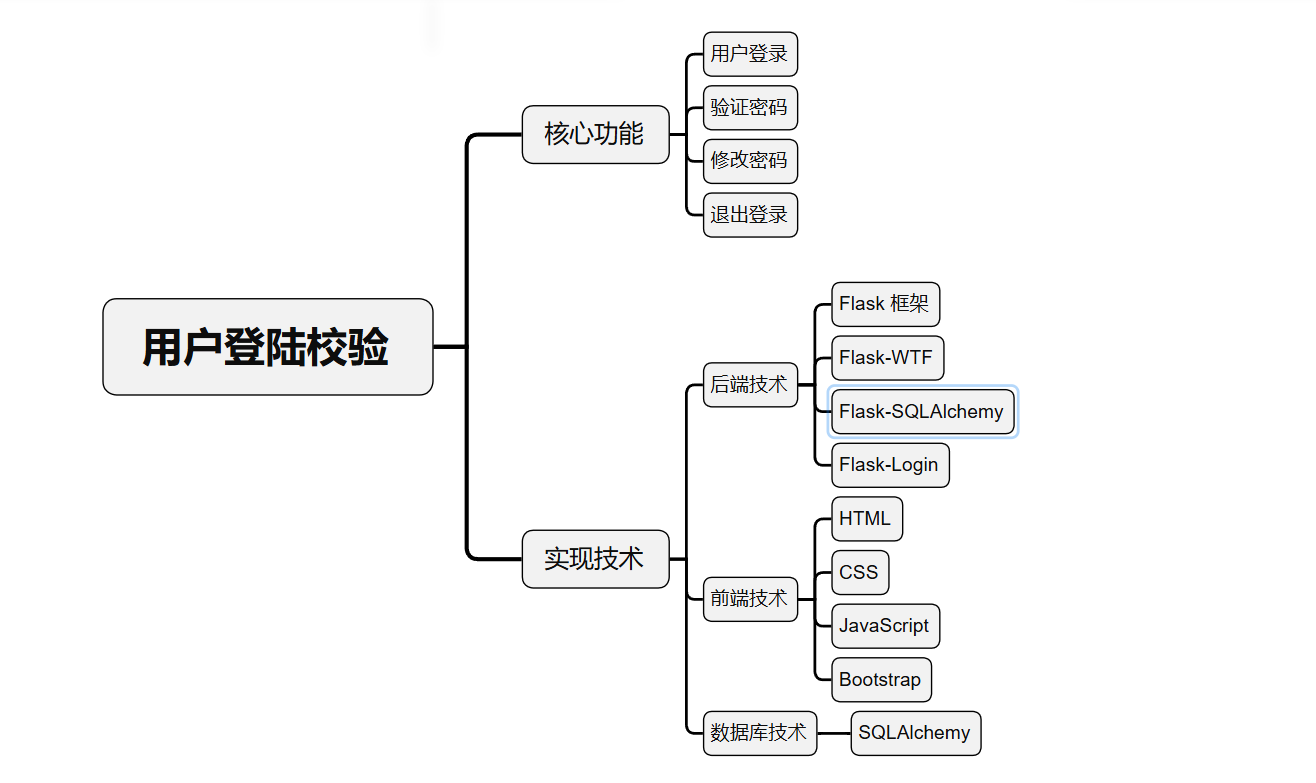 用户登陆校验
核心功能
用户登录
验证密码
修改密码
退出登录
实现技术
后端技术
Flask 框架
Flask-WTF
Flask-SQLAlchemy
Flask-Login
前端技术
HTML
CSS
JavaScript
Bootstrap
数据库技术
SQLAlchemy